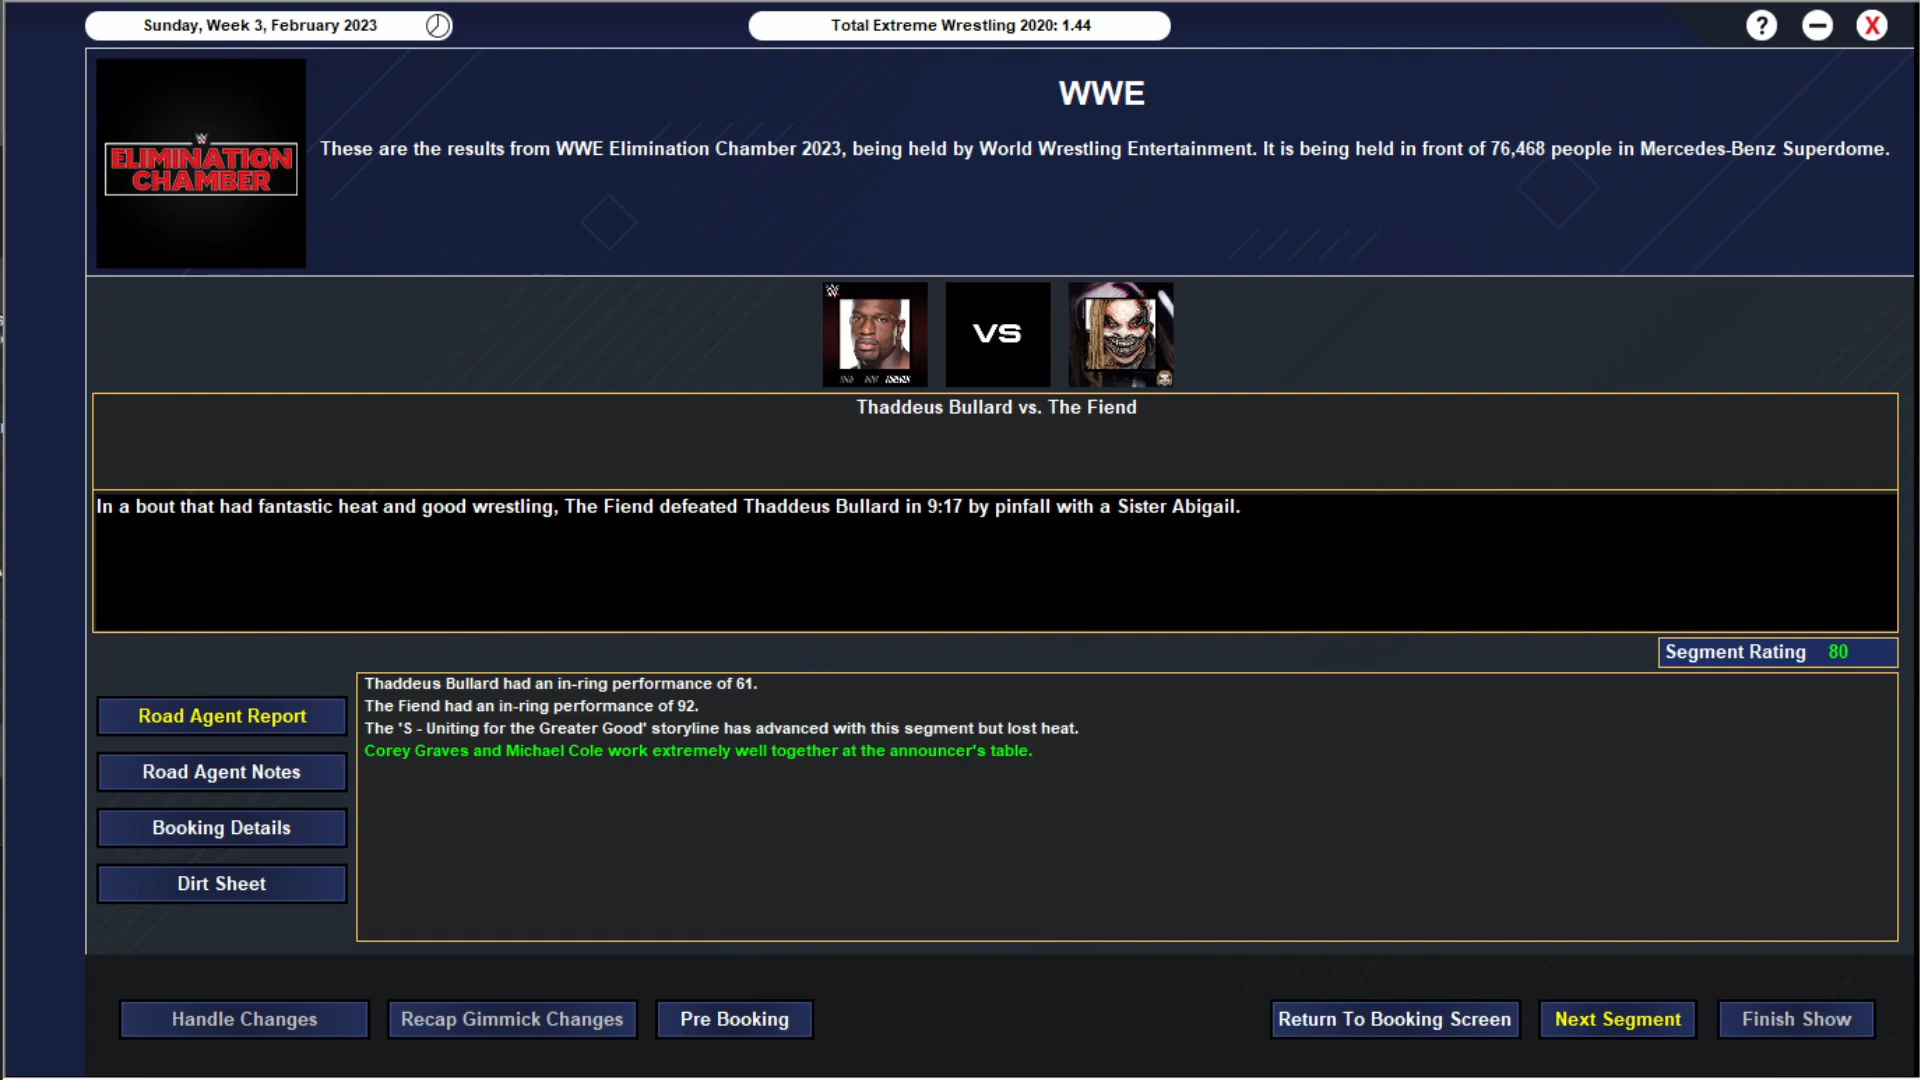 Sunday, Week 3, February 2023
Total Extreme Wrestling 2020: 1.44
?
X
W
ELIMINATION
CHAMBER
WWE
These are the results from WWE Elimination Chamber 2023, being held by World Wrestling Entertainment. It is being held in front of 76,468 people in Mercedes-Benz Superdome.
VS
Thaddeus Bullard vs. The Fiend
In a bout that had fantastic heat and good wrestling, The Fiend defeated Thaddeus Bullard in 9:17 by pinfall with a Sister Abigail.
Segment Rating 80
Road Agent Report
Road Agent Notes
Booking Details
Dirt Sheet
Thaddeus Bullard had an in-ring performance of 61.
The Fiend had an in-ring performance of 92.
The 'S - Uniting for the Greater Good' storyline has advanced with this segment but lost heat.
Corey Graves and Michael Cole work extremely well together at the announcer's table.
Handle Changes
Recap Gimmick Changes
Pre Booking
Return To Booking Screen
Next Segment
Finish Show